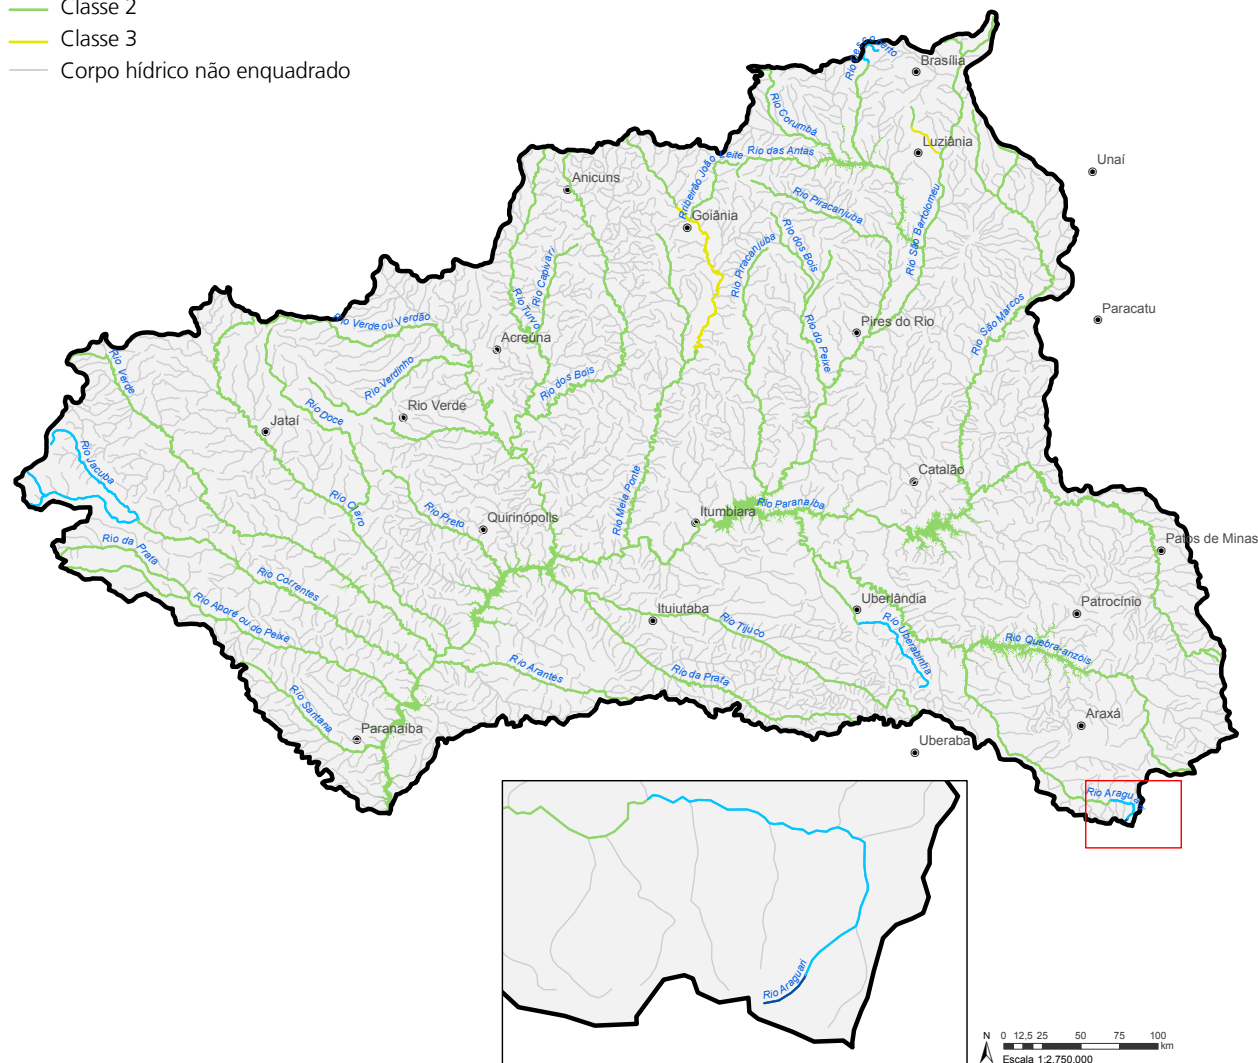 Classe 2
Classe 3
Corpo hídrico não enquadrado
Brasília
Rio Corumbá
Rio das Antas
Ribeirão João Leite
Luziânia
Unaí
Anicuns
Goiânia
Rio Piracanjuba
Rio São Bartolomeu
Rio Capivari
Rio Turvo
Rio Piracanjuba
Rio dos Bois
Rio São Marcos
Paracatu
Rio Verde ou Verdão
Acreúna
Rio do Peixe
Pires do Rio
Rio Verde
Rio Verdinho
Rio dos Bois
Rio Doce
Rio Verde
Jataí
Rio Jacuba
Catalão
Rio Claro
Rio Preto
Quirinópolis
Rio Meia Ponte
Itumbiara
Rio Paranaíba
Patos de Minas
Rio da Prata
Rio Correntes
Rio Aporé ou do Peixe
Ituiutaba
Rio Tijuco
Uberlândia
Rio Uberabinha
Patrocínio
Rio Quebra-anzóis
Rio Arantes
Rio da Prata
Rio Santana
Paranaíba
Araxá
Uberaba
Rio Araguari
N
0 12,5 25 50 75 100
km
Escala 1:2.750.000